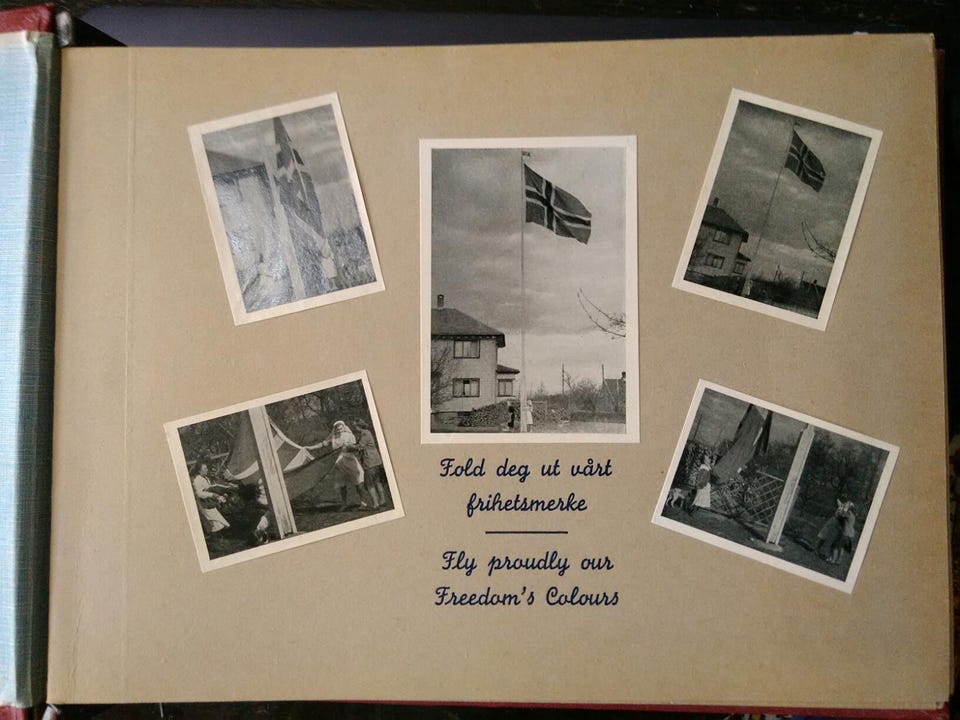 Fold deg ut vårt
frihetsmerke
Fly proudly our
Freedom's Colours